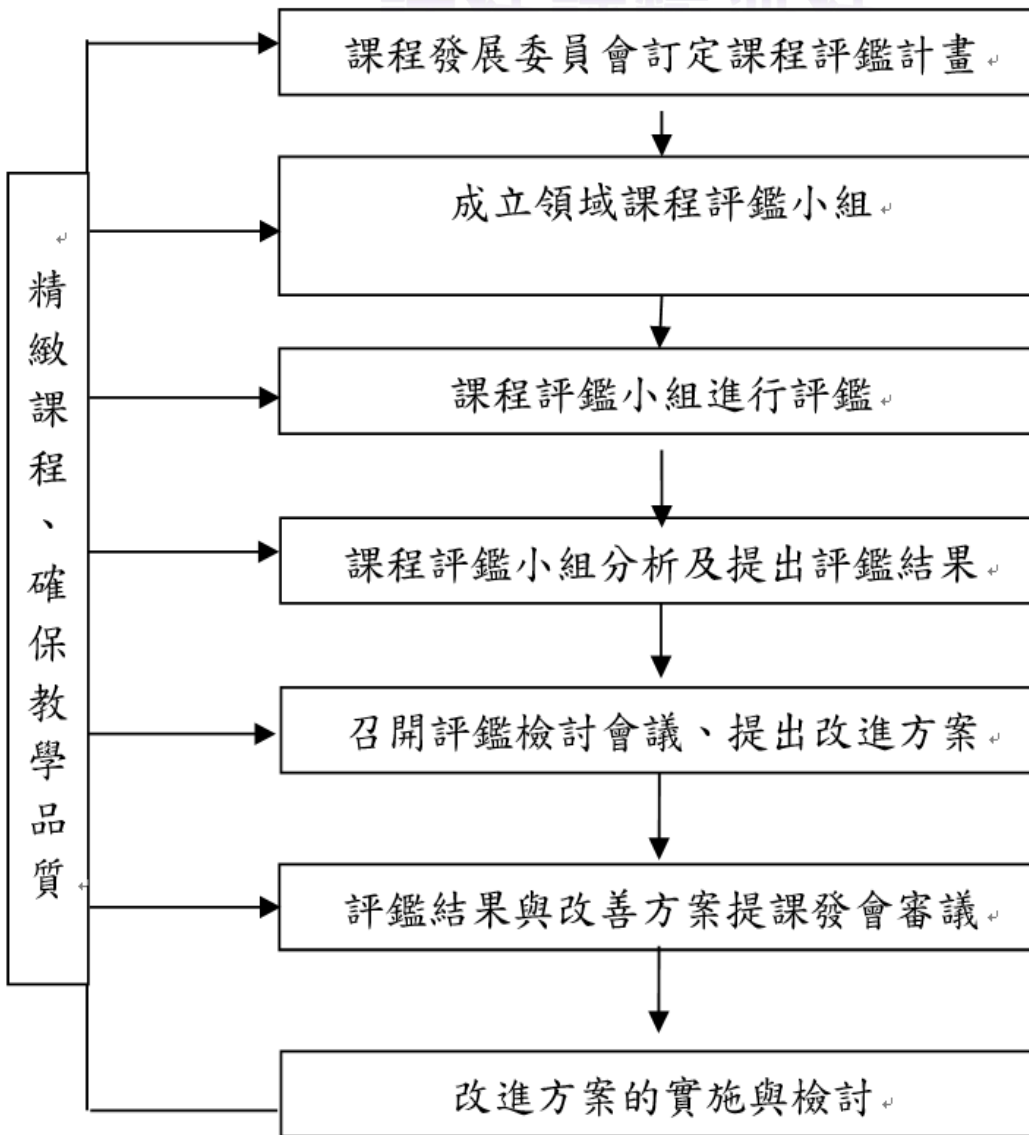 課程發展委員會訂定課程評鑑計畫
成立領域課程評鑑小組
課程評鑑小組進行評鑑
課程評鑑小組分析及提出評鑑結果
召開評鑑檢討會議、提出改進方案
評鑑結果與改善方案提課發會審議
改進方案的實施與檢討
精緻課程、確保教學品質